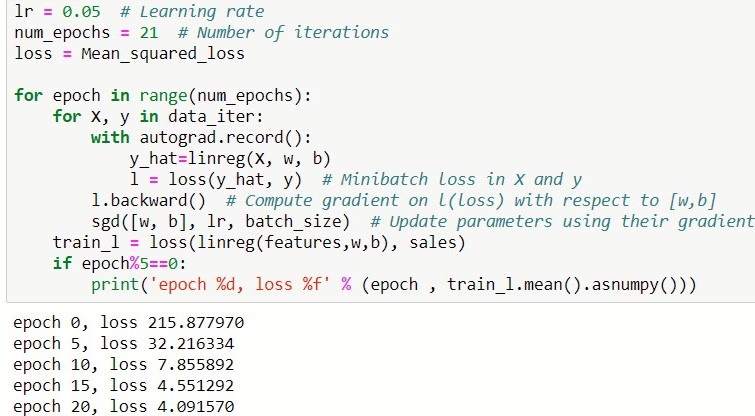 lr = 0.05  # Learning rate
num_epochs = 21  # Number of iterations
loss = Mean_squared_loss
for epoch in range(num_epochs):
    for X, y in data_iter:
        with autograd.record():
            y_hat=linreg(X, w, b)
            l = loss(y_hat, y)  # Minibatch loss in X and y
        l.backward()  # Compute gradient on l(loss) with respect to [w,b]
        sgd([w, b], lr, batch_size)  # Update parameters using their gradient
    train_l = loss(linreg(features,w,b), sales)
    if epoch%5==0:
        print('epoch %d, loss %f' % (epoch , train_l.mean().asnumpy()))
epoch 0, loss 215.877970
epoch 5, loss 32.216334
epoch 10, loss 7.855892
epoch 15, loss 4.551292
epoch 20, loss 4.091570